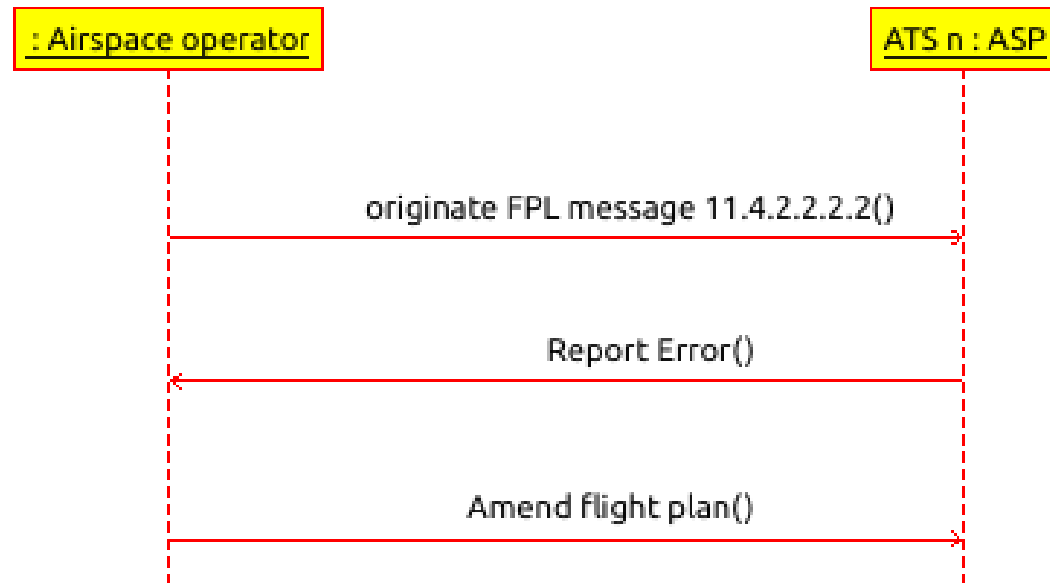 : Airspace operator
ATS n : ASP
originate FPL message 11.4.2.2.2.2()
Report Error()
Amend flight plan()